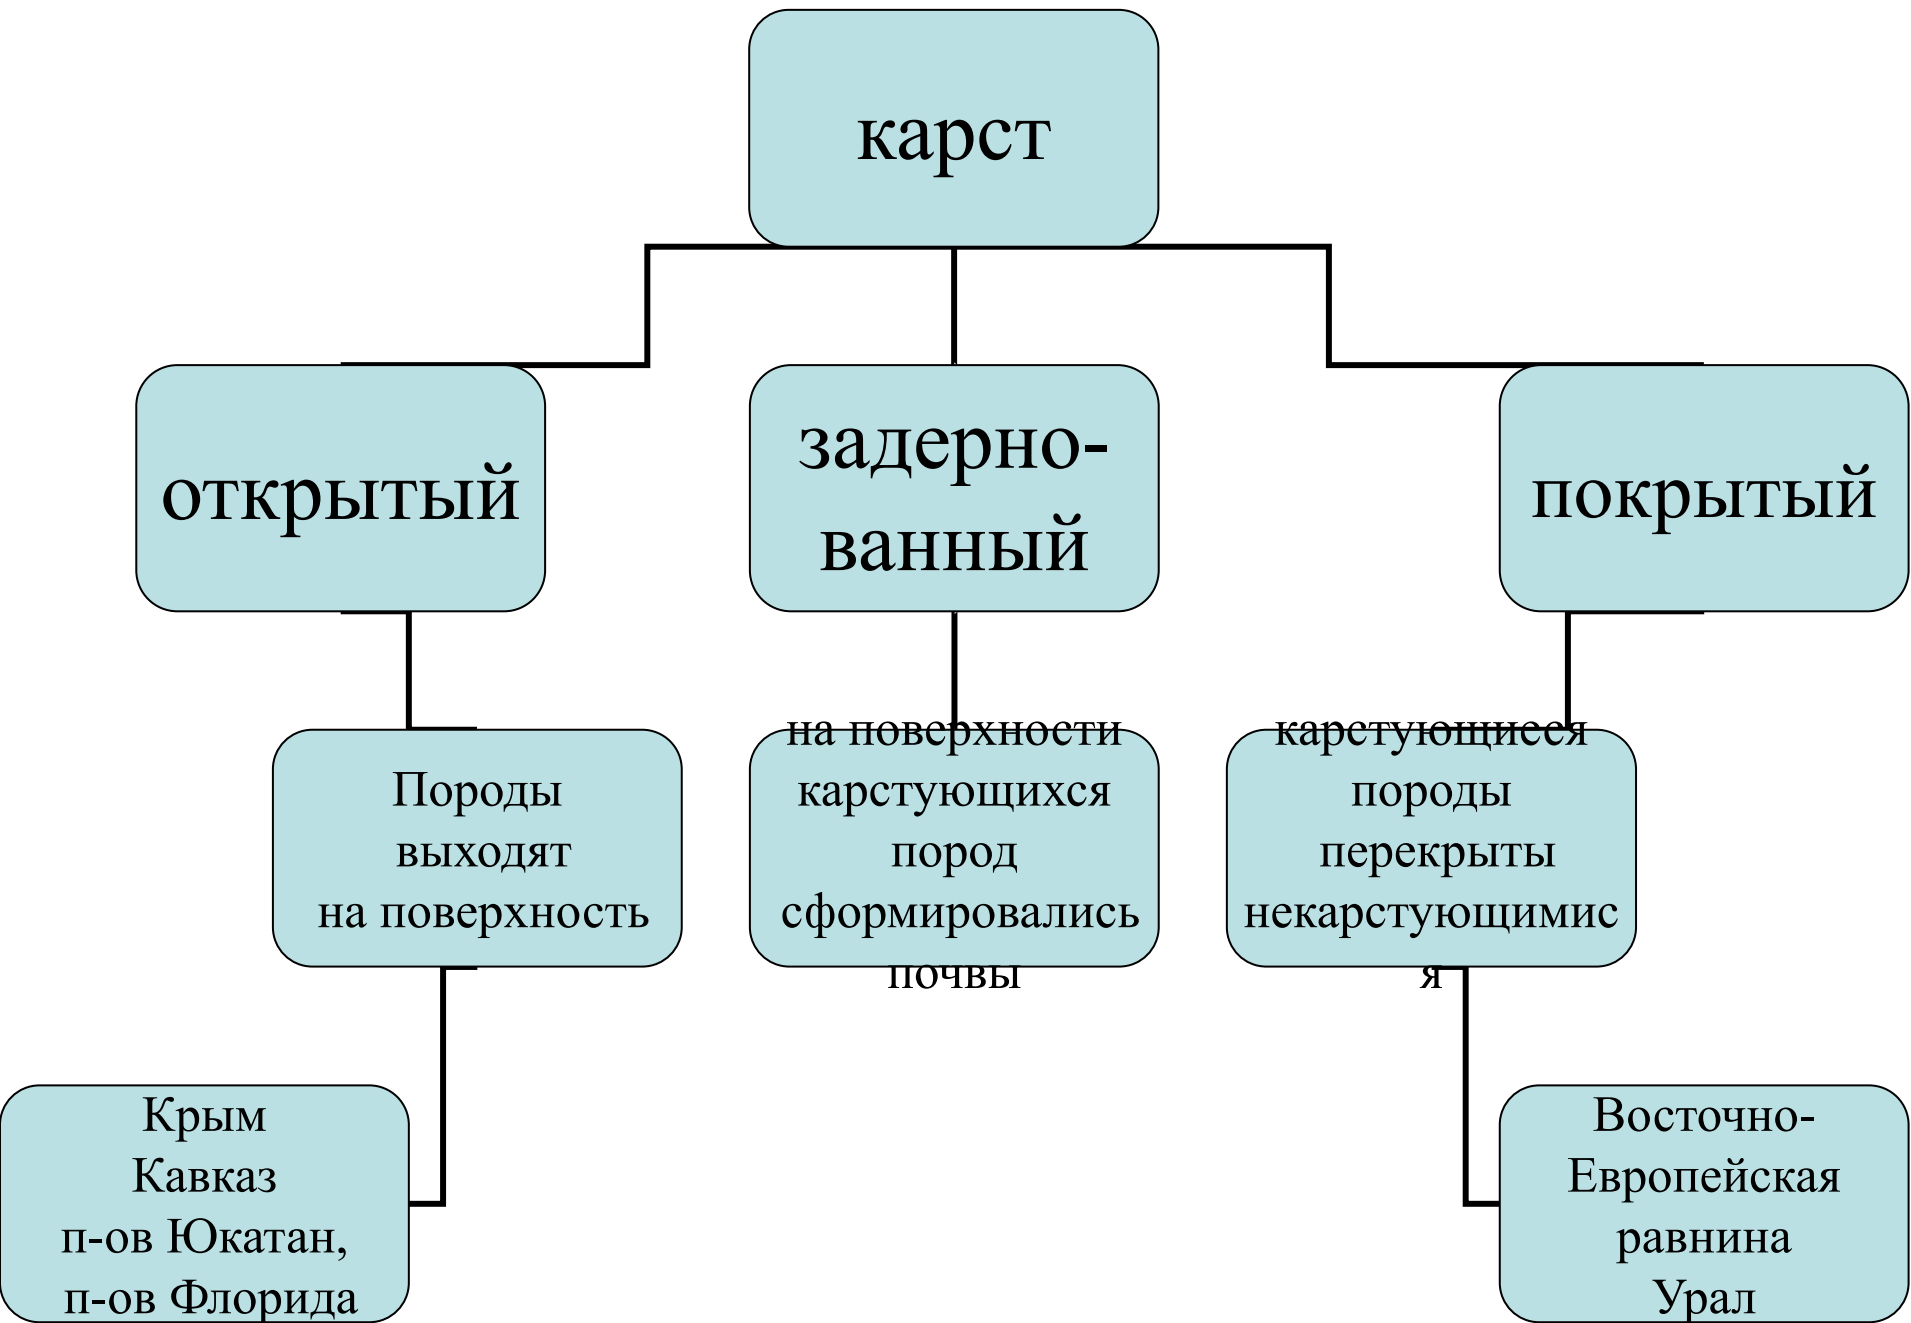 карст
открытый
задерно-
ванный
покрытый
Породы
выходят
на поверхность
на поверхности
карстующихся
пород
сформировались
почвы
карстующиеся
породы
перекрыты
некарстующимис
я
Крым
Кавказ
п-ов Юкатан,
п-ов Флорида
Восточно-
Европейская
равнина
Урал